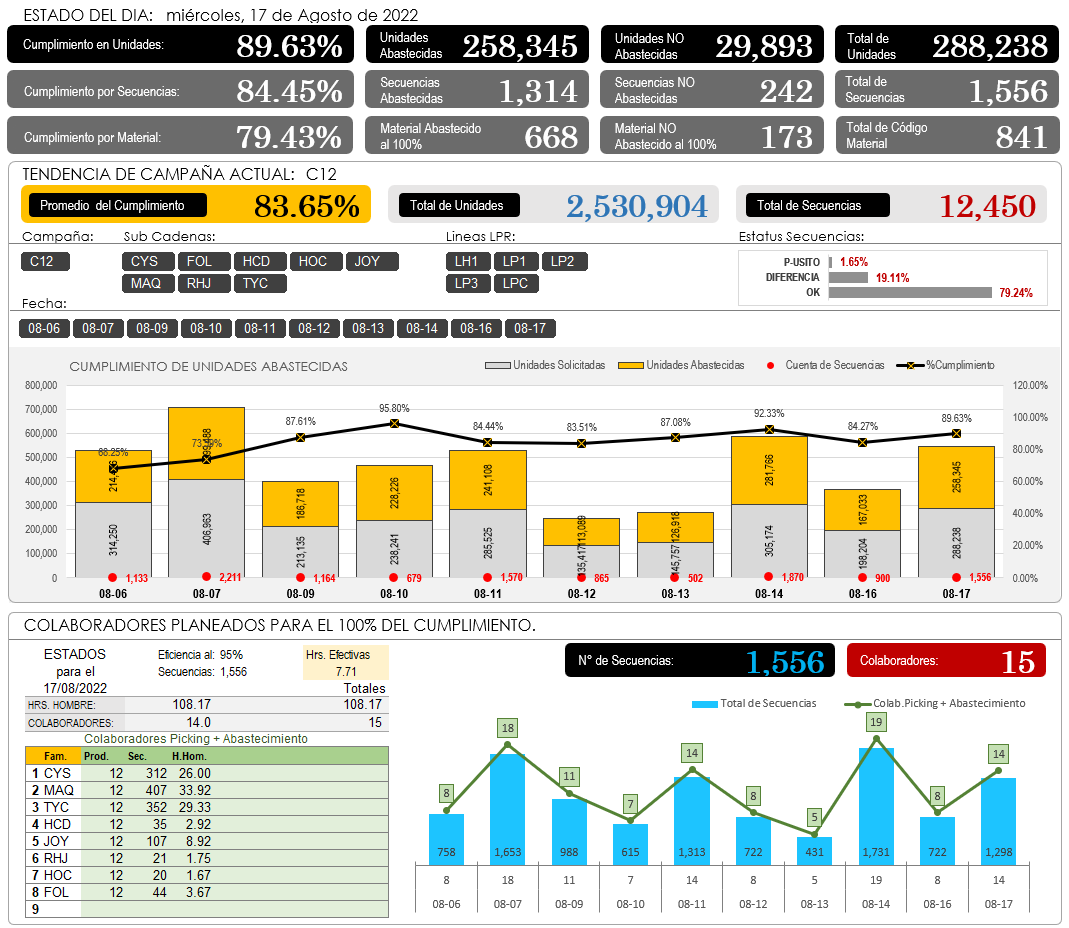 ESTADO DEL DIA: miércoles, 17 de Agosto de 2022
Cumplimiento en Unidades: 89.63%
Unidades Abastecidas 258,345
Unidades NO Abastecidas 29,893
Total de Unidades 288,238
Cumplimiento por Secuencias: 84.45%
Secuencias Abastecidas 1,314
Secuencias NO Abastecidas 242
Total de Secuencias 1,556
Cumplimiento por Material: 79.43%
Material Abastecido al 100% 668
Material NO Abastecido al 100% 173
Total de Código Material 841
TENDENCIA DE CAMPAÑA ACTUAL: C12
Promedio del Cumplimiento 83.65%
Total de Unidades 2,530,904
Total de Secuencias 12,450
Campaña: Sub Cadenas: Lineas LPR: Estatus Secuencias:
C12 CYS FOL HCD HOC JOY LH1 LP1 LP2
MAQ RHJ TYC LP3 LPC
P-USITO 1.65%
DIFERENCIA 19.11%
OK 79.24%
Fecha:
08-06 08-07 08-09 08-10 08-11 08-12 08-13 08-14 08-16 08-17
CUMPLIMIENTO DE UNIDADES ABASTECIDAS
Unidades Solicitadas Unidades Abastecidas Cuenta de Secuencias %Cumplimiento
800,000 120.00%
700,000
600,000 100.00%
500,000 80.00%
400,000 60.00%
300,000
200,000 40.00%
100,000 20.00%
0 0.00%
68.25% 73.59% 87.61% 95.80% 84.44% 83.51% 87.08% 92.33% 84.27% 89.63%
186,718 228,226 241,108 113,089 126,918 281,766 167,033 258,345
314,250 406,963 213,135 238,241 285,525 135,417 145,757 305,174 198,204 288,238
1,133 2,211 1,164 679 1,570 865 502 1,870 900 1,556
08-06 08-07 08-09 08-10 08-11 08-12 08-13 08-14 08-16 08-17
COLABORADORES PLANEADOS PARA EL 100% DEL CUMPLIMIENTO.
ESTADOS Eficiencia al: 95% Hrs. Efectivas
para el Secuencias: 1,556 7.71
17/08/2022 Totales
HRS. HOMBRE: 108.17 108.17
COLABORADORES: 14.0 15
Colaboradores Picking + Abastecimiento
Fam. Prod. Sec. H.Hom.
1 CYS 12 312 26.00
2 MAQ 12 407 33.92
3 TYC 12 352 29.33
4 HCD 12 35 2.92
5 JOY 12 107 8.92
6 RHJ 12 21 1.75
7 HOC 12 20 1.67
8 FOL 12 44 3.67
9
N° de Secuencias: 1,556
Colaboradores: 15
Total de Secuencias Colab.Picking + Abastecimiento
8 18 11 7 14 8 5 19 8 14
758 1,653 988 615 1,313 722 431 1,731 722 1,298
8 18 11 7 14 8 5 19 8 14
08-06 08-07 08-09 08-10 08-11 08-12 08-13 08-14 08-16 08-17